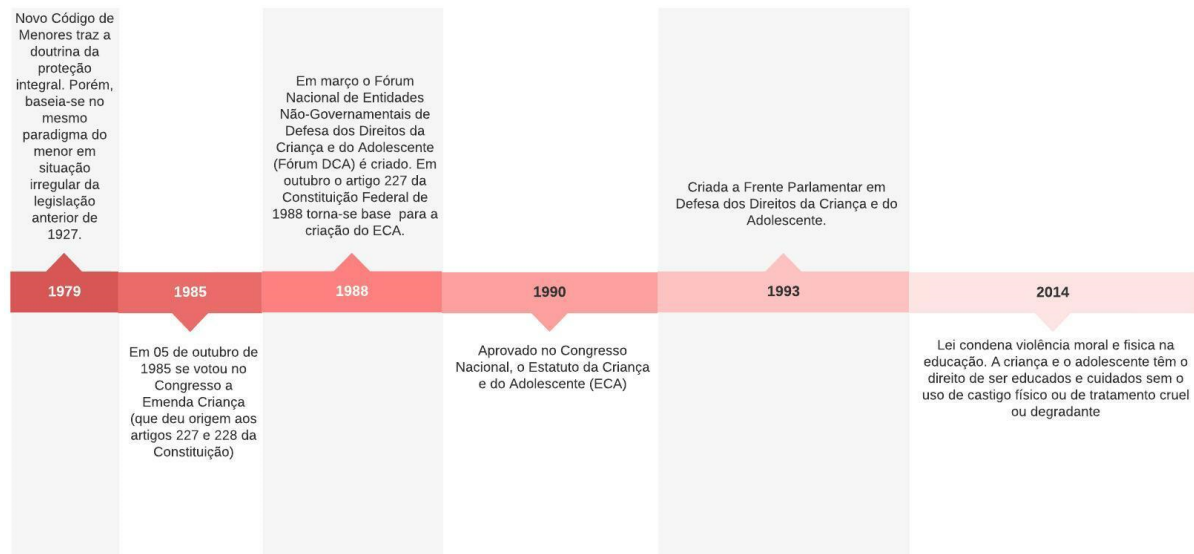 Novo Código de
Menores traz a
doutrina da
proteção
integral. Porém,
baseia-se no
mesmo
paradigma do
menor em
situação
irregular da
legislação
anterior de
1927.
1979
1985
Em 05 de outubro de
1985 se votou no
Congresso a
Emenda Criança
(que deu origem aos
artigos 227 e 228 da
Constituição)
Em março o Fórum
Nacional de Entidades
Não-Governamentais de
Defesa dos Direitos da
Criança e do Adolescente
(Fórum DCA) é criado. Em
outubro o artigo 227 da
Constituição Federal de
1988 torna-se base para a
criação do ECA.
1988
1990
Aprovado no Congresso
Nacional, o Estatuto da Criança
e do Adolescente (ECA)
Criada a Frente Parlamentar em
Defesa dos Direitos da Criança e do
Adolescente.
1993
2014
Lei condena violência moral e fisica na
educação. A criança e o adolescente têm o
direito de ser educados e cuidados sem o
uso de castigo físico ou de tratamento cruel
ou degradante